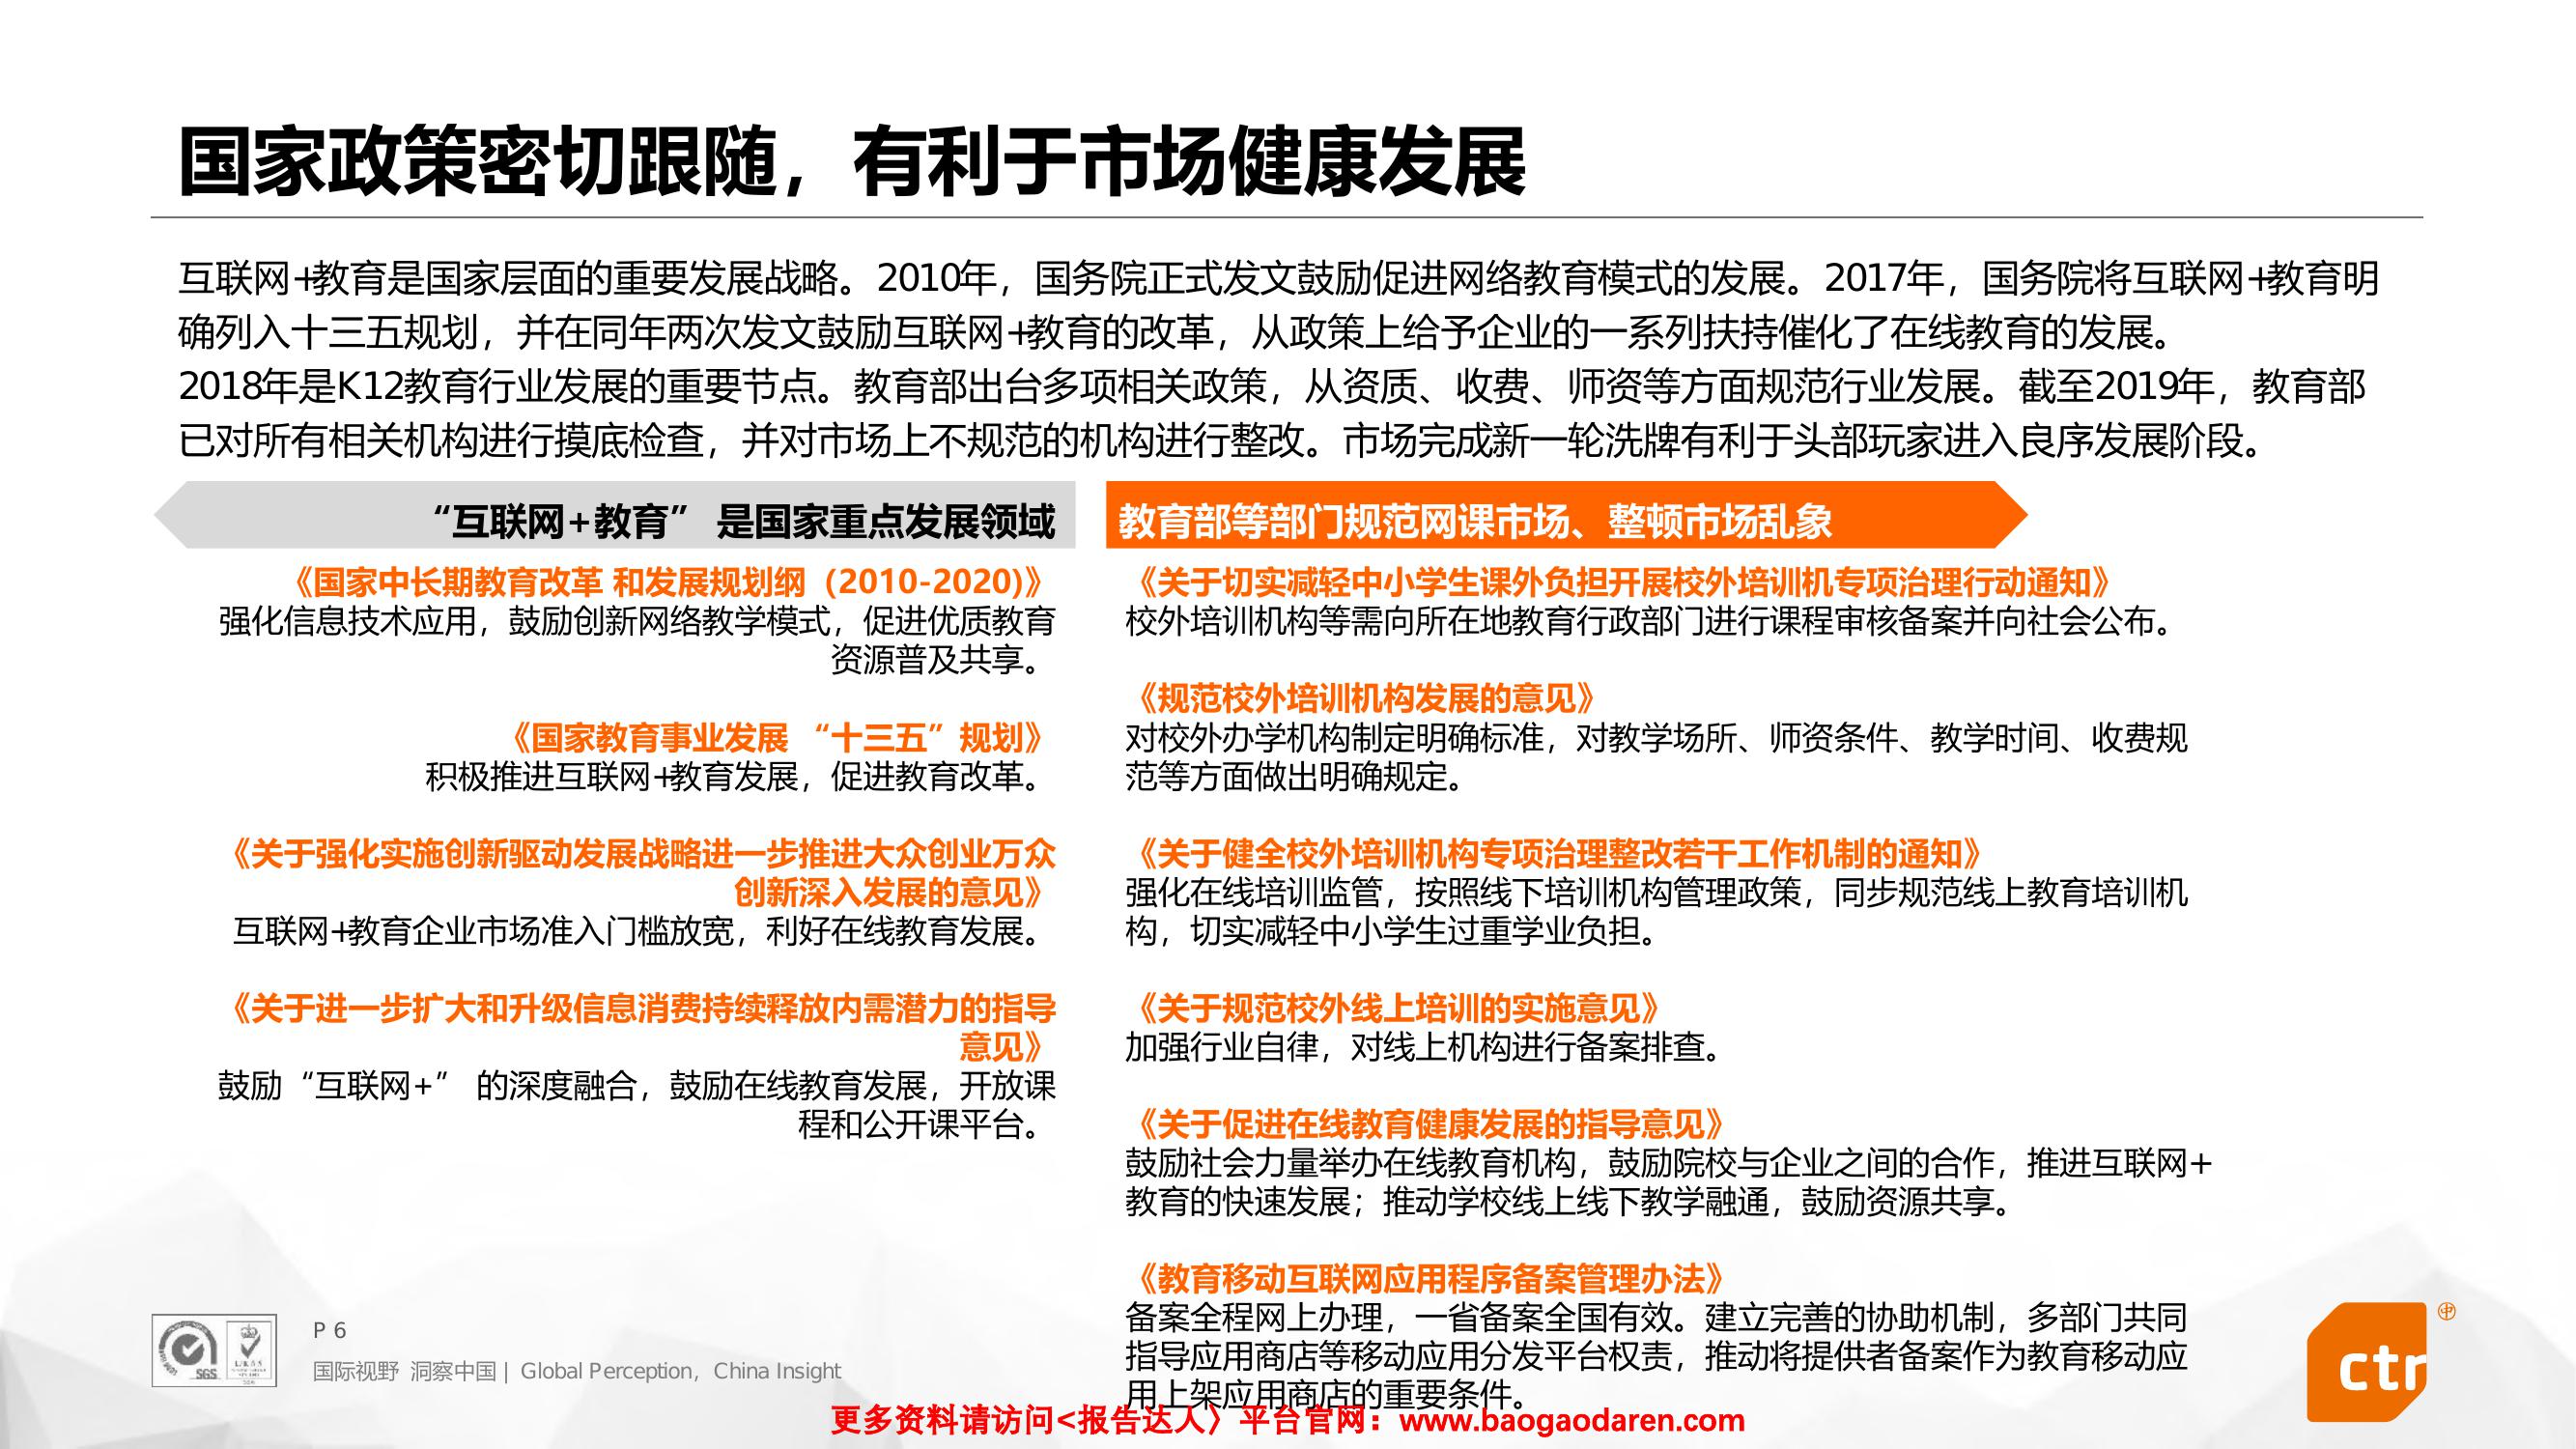 国家政策密切跟随，有利于市场健康发展
互联网+教育是国家层面的重要发展战略。2010年，国务院正式发文鼓励促进网络教育模式的发展。2017年，国务院将互联网+教育明
确列入十三五规划，并在同年两次发文鼓励互联网+教育的改革，从政策上给予企业的一系列扶持催化了在线教育的发展。
2018年是K12教育行业发展的重要节点。教育部出台多项相关政策，从资质、收费、师资等方面规范行业发展。截至2019年，教育部
已对所有相关机构进行摸底检查，并对市场上不规范的机构进行整改。市场完成新一轮洗牌有利于头部玩家进入良序发展阶段。
“互联网+教育” 是国家重点发展领域
《国家中长期教育改革 和发展规划纲（2010-2020)》
强化信息技术应用，鼓励创新网络教学模式，促进优质教育
资源普及共享。
《国家教育事业发展 “十三五”规划》
积极推进互联网+教育发展，促进教育改革。
《关于强化实施创新驱动发展战略进一步推进大众创业万众
创新深入发展的意见》
互联网+教育企业市场准入门槛放宽，利好在线教育发展。
《关于进一步扩大和升级信息消费持续释放内需潜力的指导
意见》
鼓励“互联网+” 的深度融合，鼓励在线教育发展，开放课
程和公开课平台。
教育部等部门规范网课市场、整顿市场乱象
《关于切实减轻中小学生课外负担开展校外培训机专项治理行动通知》
校外培训机构等需向所在地教育行政部门进行课程审核备案并向社会公布。
《规范校外培训机构发展的意见》
对校外办学机构制定明确标准，对教学场所、师资条件、教学时间、收费规
范等方面做出明确规定。
《关于健全校外培训机构专项治理整改若干工作机制的通知》
强化在线培训监管，按照线下培训机构管理政策，同步规范线上教育培训机
构，切实减轻中小学生过重学业负担。
《关于规范校外线上培训的实施意见》
加强行业自律，对线上机构进行备案排查。
《关于促进在线教育健康发展的指导意见》
鼓励社会力量举办在线教育机构，鼓励院校与企业之间的合作，推进互联网+
教育的快速发展；推动学校线上线下教学融通，鼓励资源共享。
《教育移动互联网应用程序备案管理办法》
备案全程网上办理，一省备案全国有效。建立完善的协助机制，多部门共同
指导应用商店等移动应用分发平台权责，推动将提供者备案作为教育移动应
用上架应用商店的重要条件。
SGS
P 6
国际视野 洞察中国 | Global Perception, China Insight
ctr
中
更多资料请访问<报告达人〉平台官网：www.baogaodaren.com